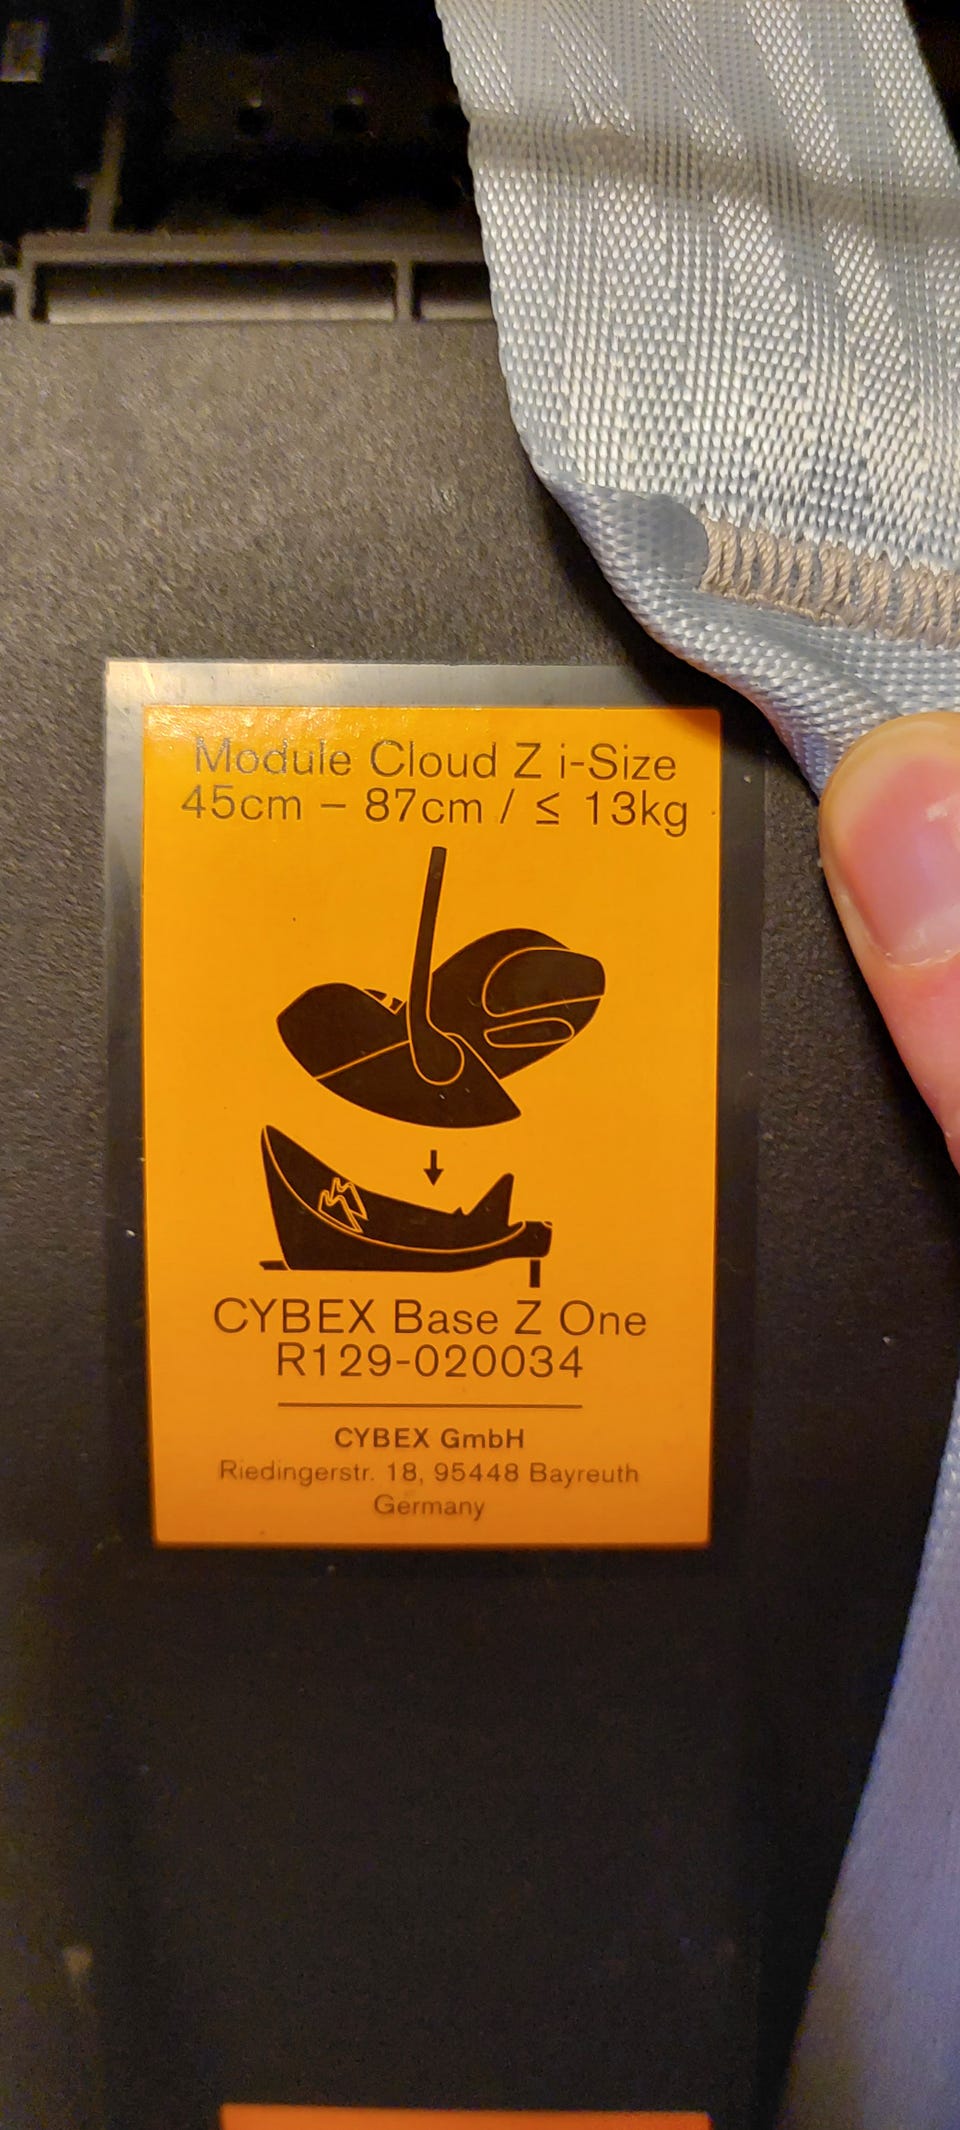 Module Cloud Z i-Size
45cm – 87cm / ≤ 13kg
CYBEX Base Z One
R129-020034
CYBEX GmbH
Riedingerstr. 18, 95448 Bayreuth
Germany